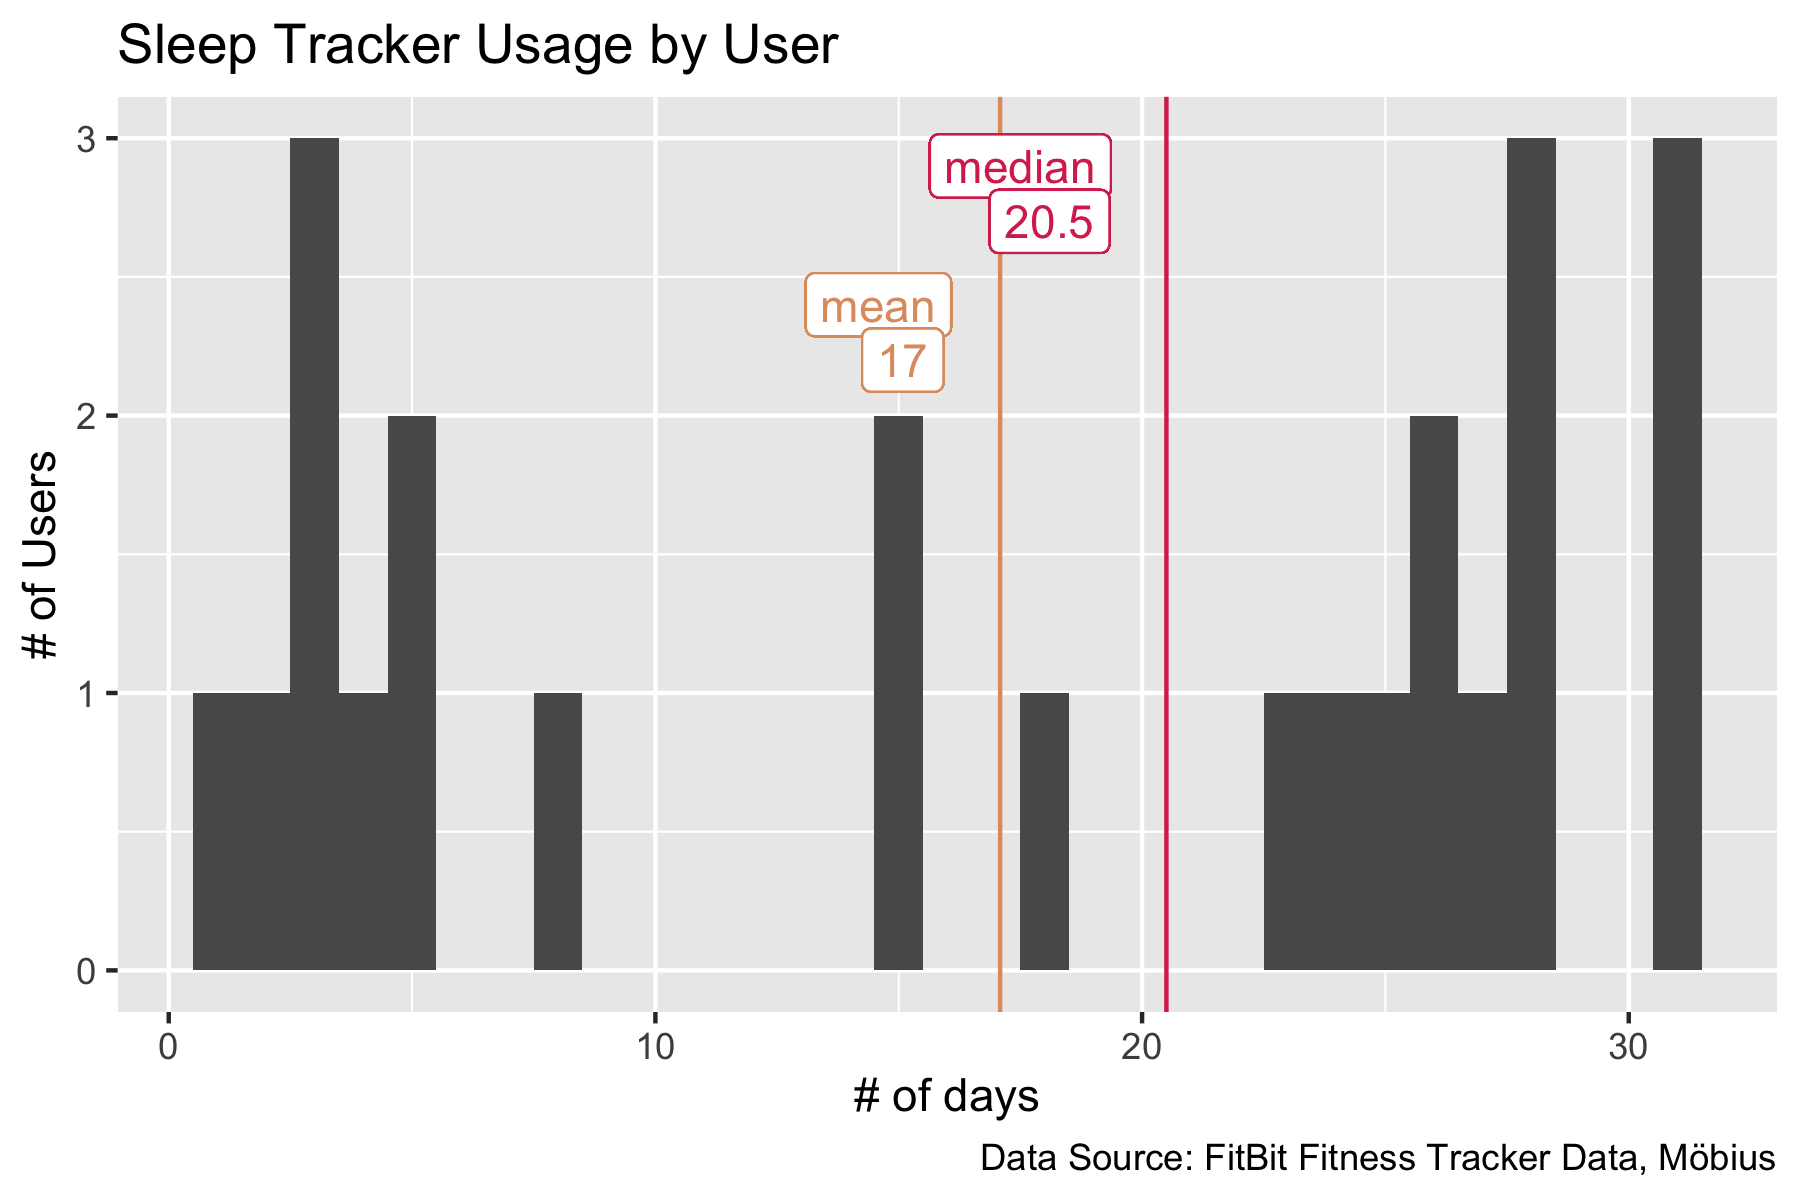 Sleep Tracker Usage by User
3
median
20.5
mean
17
2
# of Users
1
0
0 10 20 30
# of days
Data Source: FitBit Fitness Tracker Data, Möbius